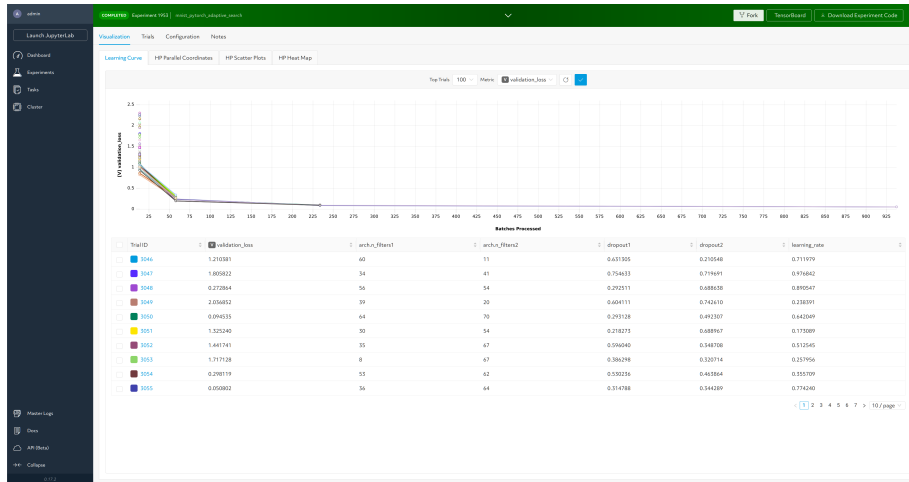 A admin
COMPLETED Experiment 1953 | mnist_pytorch_adaptive_search
Fork TensorBoard Download Experiment Code
Launch JupyterLab
Dashboard
Experiments
Tasks
Cluster
Master Logs
Docs
API (Beta)
Collapse
0.11.2
Visualization Trials Configuration Notes
Learning Curve HP Parallel Coordinates HP Scatter Plots HP Heat Map
Top Trials 100 Metric V validation_loss
[V] validation_loss
2.5
2
1.5
1
0.5
0
25 50 75 100 125 150 175 200 225 250 275 300 325 350 375 400 425 450 475 500 525 550 575 600 625 650 675 700 725 750 775 800 825 850 875 900 925
Batches Processed
Trial ID V validation_loss arch.n_filters1 arch.n_filters2 dropout1 dropout2 learning_rate
3046 1.210381 60 11 0.631305 0.210548 0.711979
3047 1.805822 34 41 0.754633 0.719691 0.976842
3048 0.272864 56 54 0.292511 0.688638 0.890547
3049 2.036852 39 20 0.604111 0.742610 0.238391
3050 0.094535 64 70 0.293128 0.492307 0.642049
3051 1.325240 30 54 0.218273 0.688967 0.173089
3052 1.441741 35 67 0.596040 0.348708 0.512545
3053 1.717128 8 67 0.386298 0.320714 0.257956
3054 0.298119 53 62 0.530236 0.463864 0.355709
3055 0.050802 36 64 0.314788 0.344289 0.774240
< 1 2 3 4 5 6 7 > 10 / page